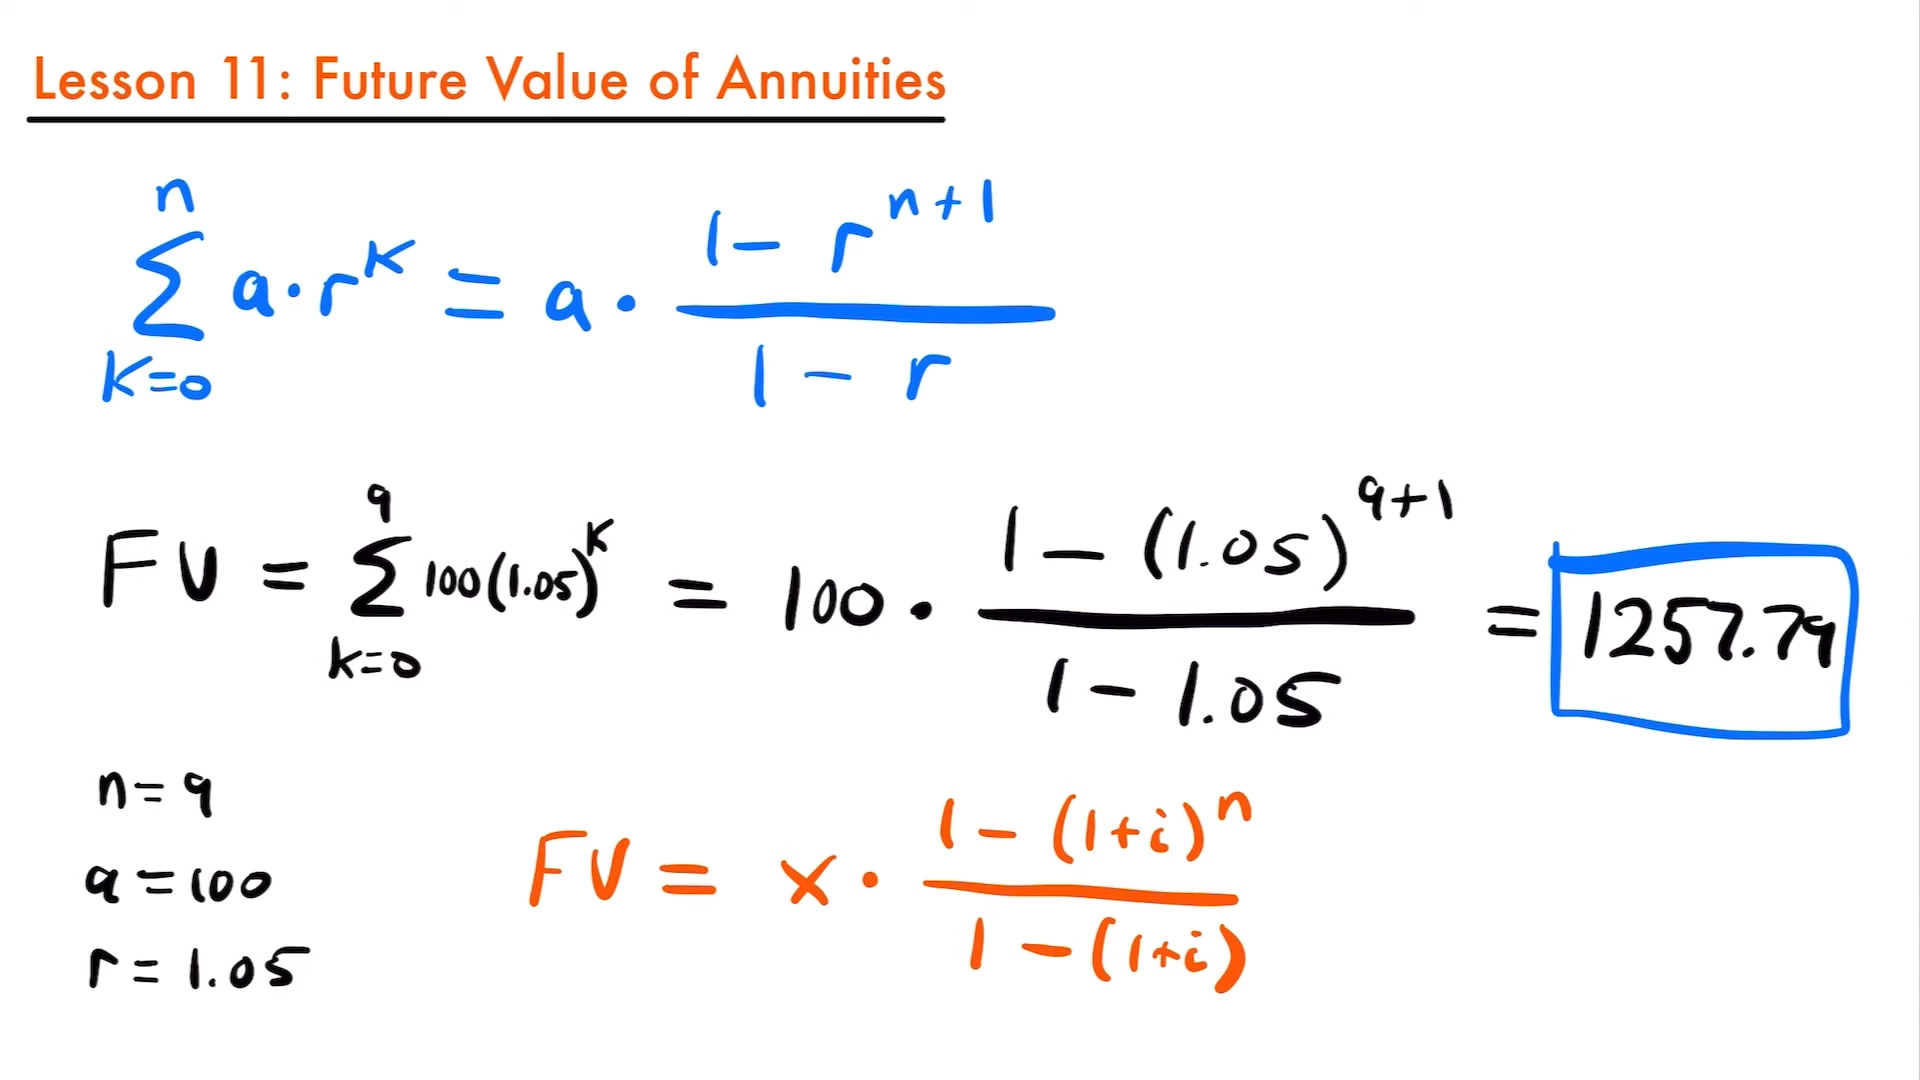 Lesson 11: Future Value of Annuities
n
∑ a·r^k = a · (1 - r^(n+1)) / (1 - r)
k=0
9
FV = ∑ 100(1.05)^k = 100 · (1 - (1.05)^(9+1)) / (1 - 1.05) = 1257.79
k=0
n = 9
a = 100
r = 1.05
FV = x · (1 - (1+i)^n) / (1 - (1+i))